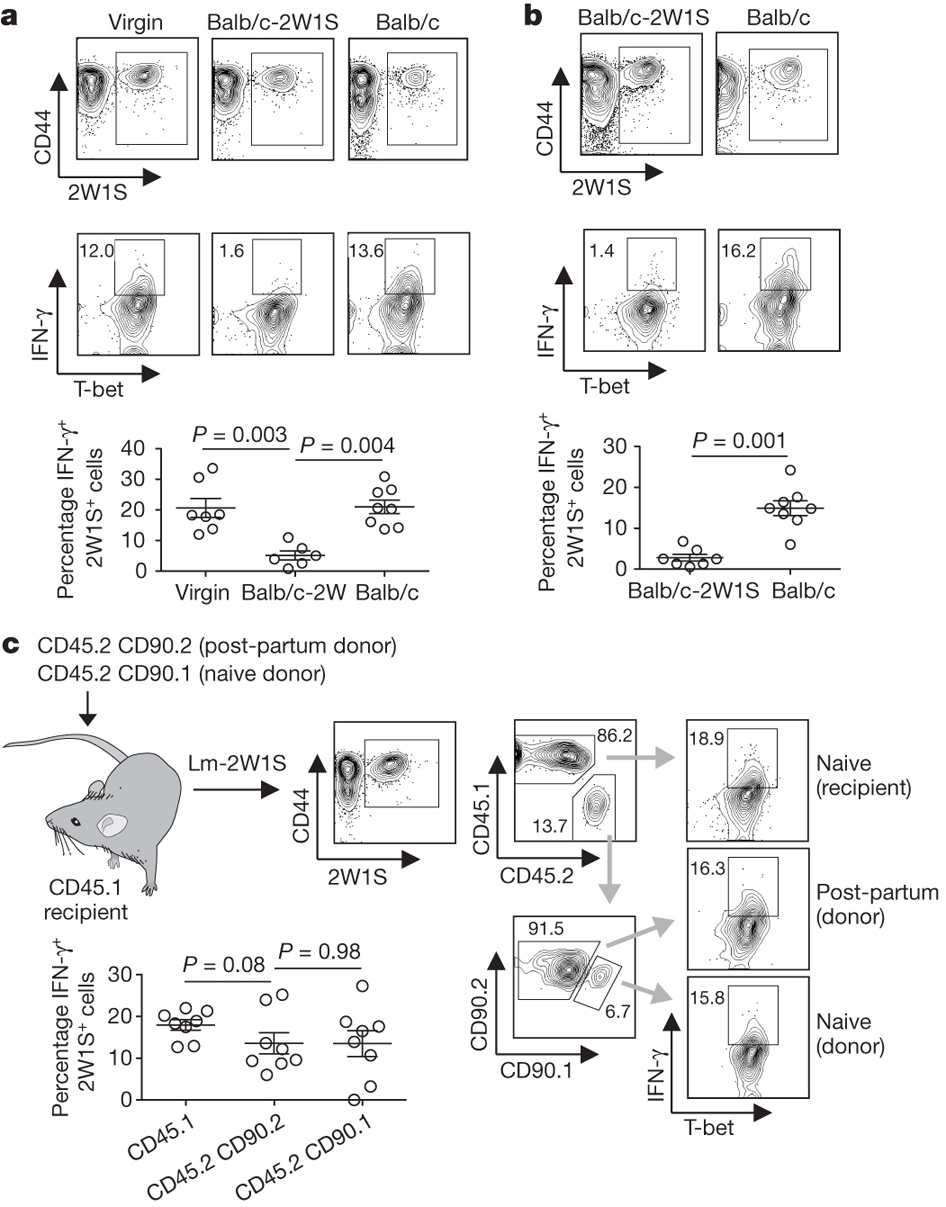 a
Virgin Balb/c-2W1S Balb/c
CD44
2W1S
12.0 1.6 13.6
IFN-γ
T-bet
P = 0.003
P = 0.004
Percentage IFN-γ+
2W1S+ cells
40
30
20
10
0
Virgin Balb/c-2W Balb/c
b
Balb/c-2W1S Balb/c
CD44
2W1S
1.4 16.2
IFN-γ
T-bet
P = 0.001
Percentage IFN-γ+
2W1S+ cells
30
20
10
0
Balb/c-2W1S Balb/c
c
CD45.2 CD90.2 (post-partum donor)
CD45.2 CD90.1 (naive donor)
CD45.1
recipient
Lm-2W1S
CD44
2W1S
86.2
13.7
CD45.1
CD45.2
91.5
6.7
CD90.2
CD90.1
18.9
Naive
(recipient)
16.3
Post-partum
(donor)
15.8
Naive
(donor)
IFN-γ
T-bet
P = 0.08
P = 0.98
Percentage IFN-γ+
2W1S+ cells
30
20
10
0
CD45.1
CD45.2 CD90.2
CD45.2 CD90.1